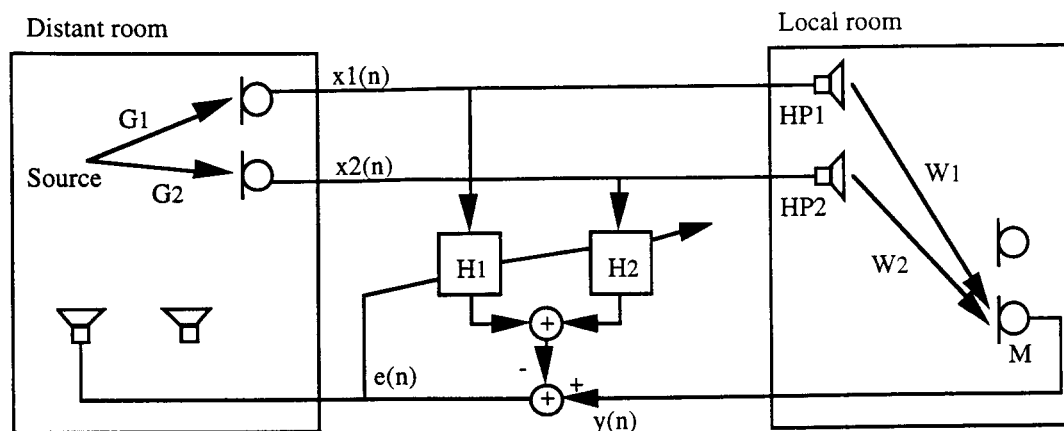 Distant room
Local room
x1(n)
G1
HP1
Source
G2
x2(n)
W1
HP2
H1
H2
W2
+
M
-
e(n)
+
+
y(n)